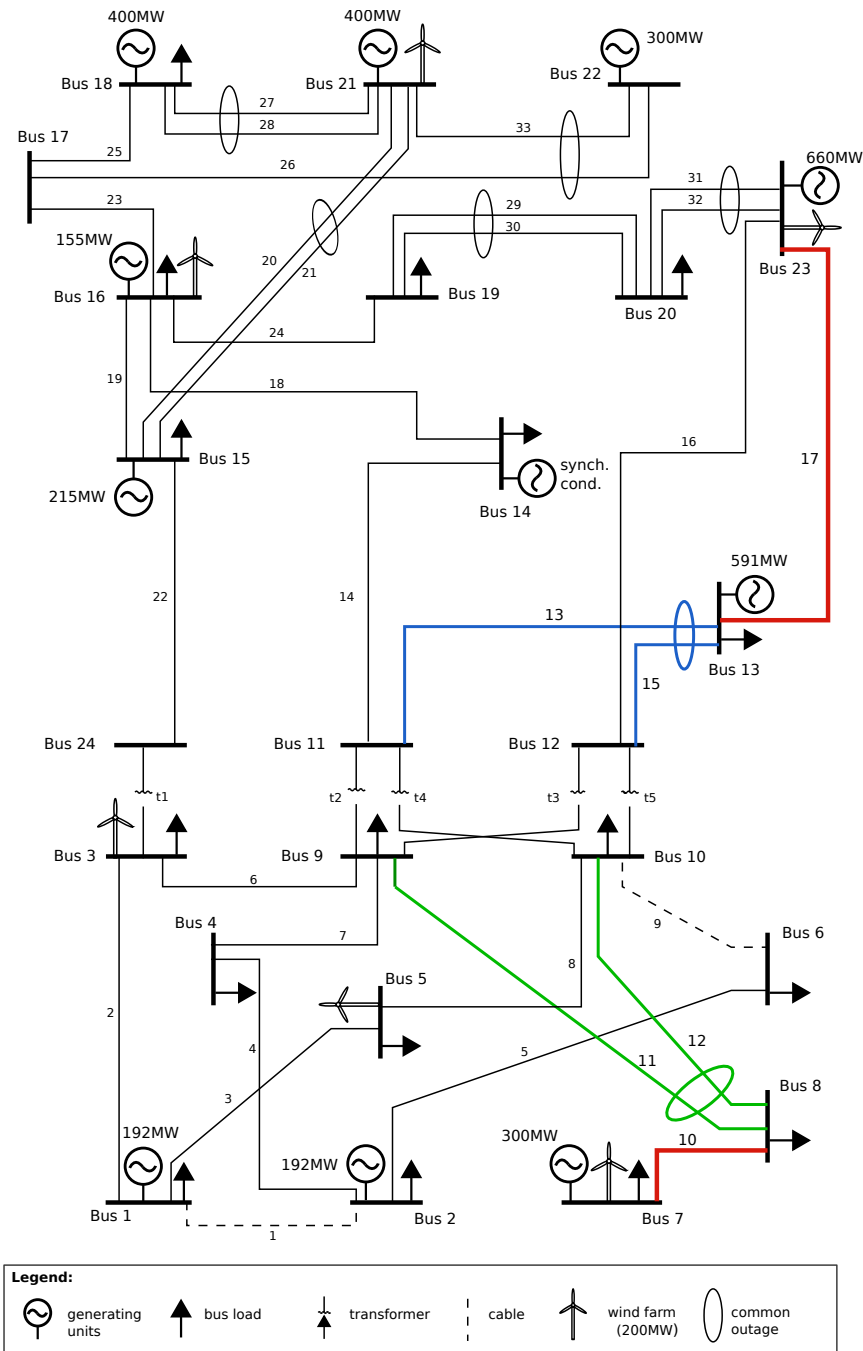 400MW
400MW
300MW
Bus 18
Bus 21
Bus 22
27
28
33
Bus 17
25
26
660MW
31
32
23
29
30
155MW
20
21
Bus 23
Bus 16
Bus 19
Bus 20
24
19
18
16
17
Bus 15
synch.
cond.
215MW
Bus 14
591MW
22
14
13
15
Bus 13
Bus 24
Bus 11
Bus 12
t1
t2
t4
t3
t5
Bus 3
Bus 9
Bus 10
6
Bus 4
7
9
Bus 6
8
Bus 5
2
4
5
12
11
3
Bus 8
192MW
192MW
300MW
10
Bus 1
Bus 2
Bus 7
1
Legend:
generating
units
bus load
transformer
cable
wind farm
(200MW)
common
outage